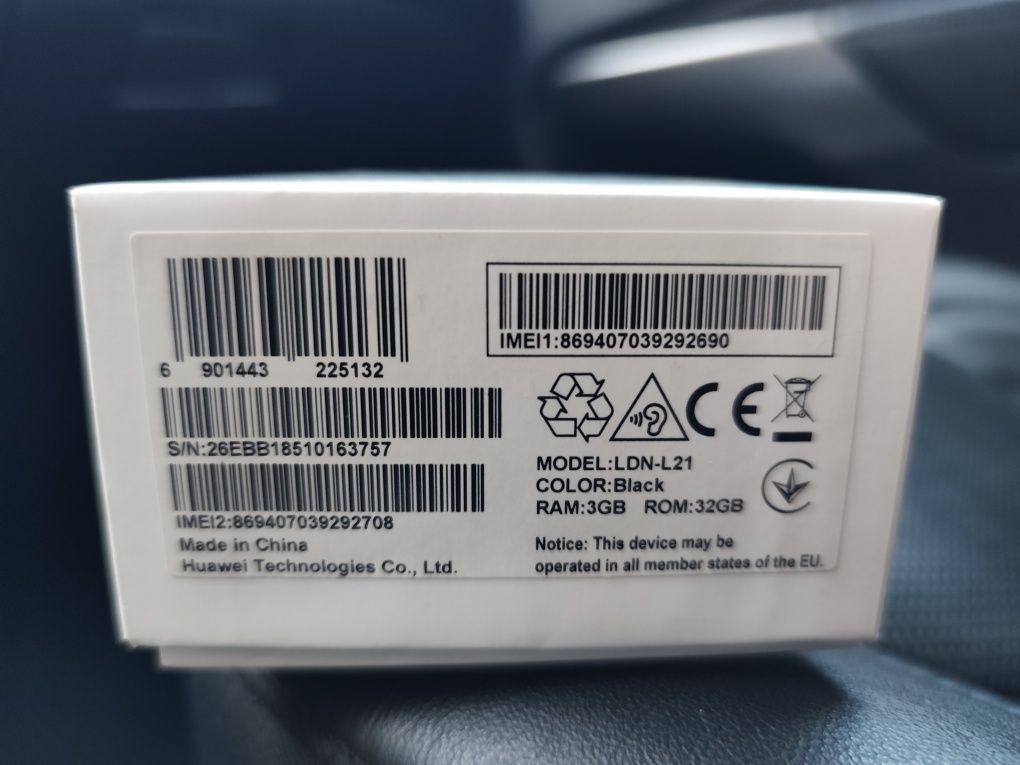 6 901443 225132
S/N:26EBB18510163757
IMEI2:869407039292708
Made in China
Huawei Technologies Co., Ltd.
IMEI1:869407039292690
CE
MODEL:LDN-L21
COLOR:Black
RAM:3GB ROM:32GB
Notice: This device may be
operated in all member states of the EU.